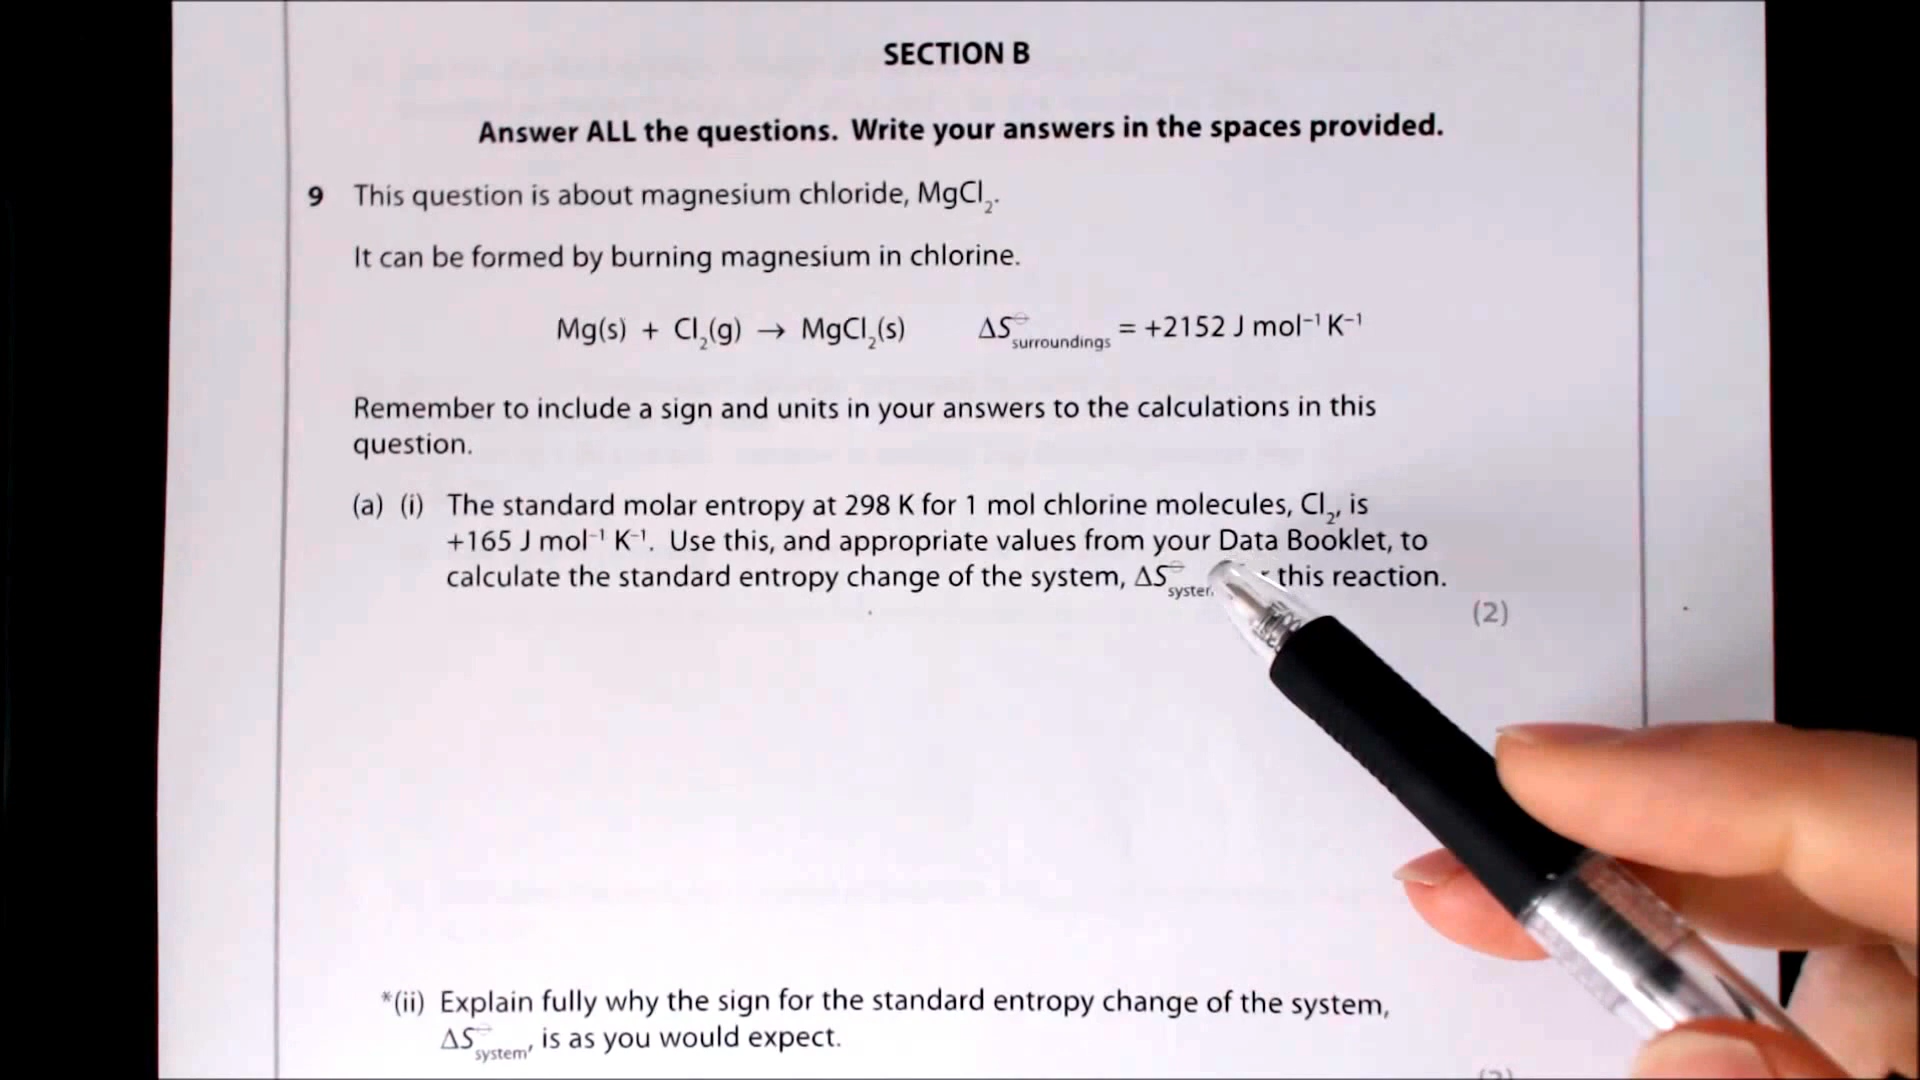 SECTION B
Answer ALL the questions. Write your answers in the spaces provided.
9 This question is about magnesium chloride, MgCl₂.
It can be formed by burning magnesium in chlorine.
Mg(s) + Cl₂(g) → MgCl₂(s) ΔS⊖surroundings = +2152 J mol⁻¹ K⁻¹
Remember to include a sign and units in your answers to the calculations in this
question.
(a) (i) The standard molar entropy at 298 K for 1 mol chlorine molecules, Cl₂, is
+165 J mol⁻¹ K⁻¹. Use this, and appropriate values from your Data Booklet, to
calculate the standard entropy change of the system, ΔS⊖ this reaction.
(2)
*(ii) Explain fully why the sign for the standard entropy change of the system,
ΔS⊖system, is as you would expect.